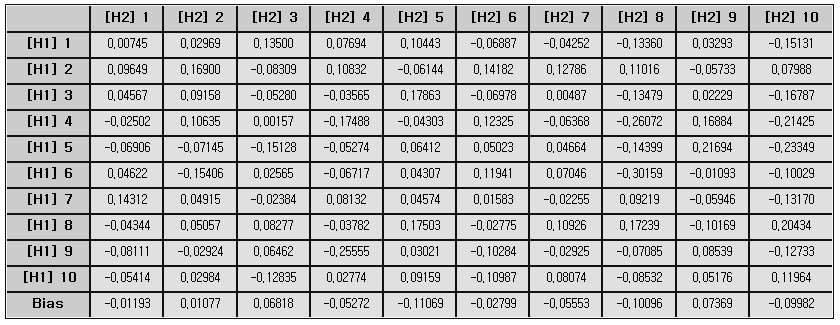 [H2] 1 [H2] 2 [H2] 3 [H2] 4 [H2] 5 [H2] 6 [H2] 7 [H2] 8 [H2] 9 [H2] 10
[H1] 1 0,00745 0,02969 0,13500 0,07694 0,10443 -0,06887 -0,04252 -0,13360 0,03293 -0,15131
[H1] 2 0,09649 0,16900 -0,08309 0,10832 -0,06144 0,14182 0,12786 0,11016 -0,05733 0,07988
[H1] 3 0,04567 0,09158 -0,05280 -0,03565 0,17863 -0,06978 0,00487 -0,13479 0,02229 -0,16787
[H1] 4 -0,02502 0,10635 0,00157 -0,17488 -0,04303 0,12325 -0,06368 -0,26072 0,16884 -0,21425
[H1] 5 -0,06906 -0,07145 -0,15128 -0,05274 0,06412 0,05023 0,04664 -0,14399 0,21694 -0,23349
[H1] 6 0,04622 -0,15406 0,02565 -0,06717 0,04307 0,11941 0,07046 -0,30159 -0,01093 -0,10029
[H1] 7 0,14312 0,04915 -0,02384 0,08132 0,04574 0,01583 -0,02255 0,09219 -0,05946 -0,13170
[H1] 8 -0,04344 0,05057 0,08277 -0,03782 0,17503 -0,02775 0,10926 0,17239 -0,10169 0,20434
[H1] 9 -0,08111 -0,02924 0,06462 -0,25555 0,03021 -0,10284 -0,02925 -0,07085 0,08539 -0,12733
[H1] 10 -0,05414 0,02984 -0,12835 0,02774 0,09159 -0,10987 0,08074 -0,08532 0,05176 0,11964
Bias -0,01193 0,01077 0,06818 -0,05272 -0,11069 -0,02799 -0,05553 -0,10096 0,07369 -0,09982